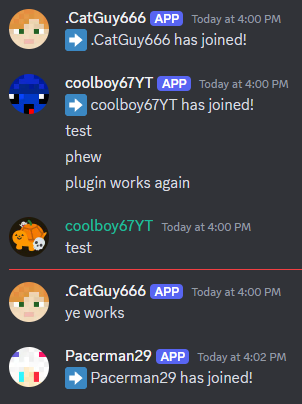 .CatGuy666 APP Today at 4:00 PM
➡ .CatGuy666 has joined!
coolboy67YT APP Today at 4:00 PM
➡ coolboy67YT has joined!
test
phew
plugin works again
coolboy67YT Today at 4:00 PM
test
.CatGuy666 APP Today at 4:00 PM
ye works
Pacerman29 APP Today at 4:02 PM
➡ Pacerman29 has joined!